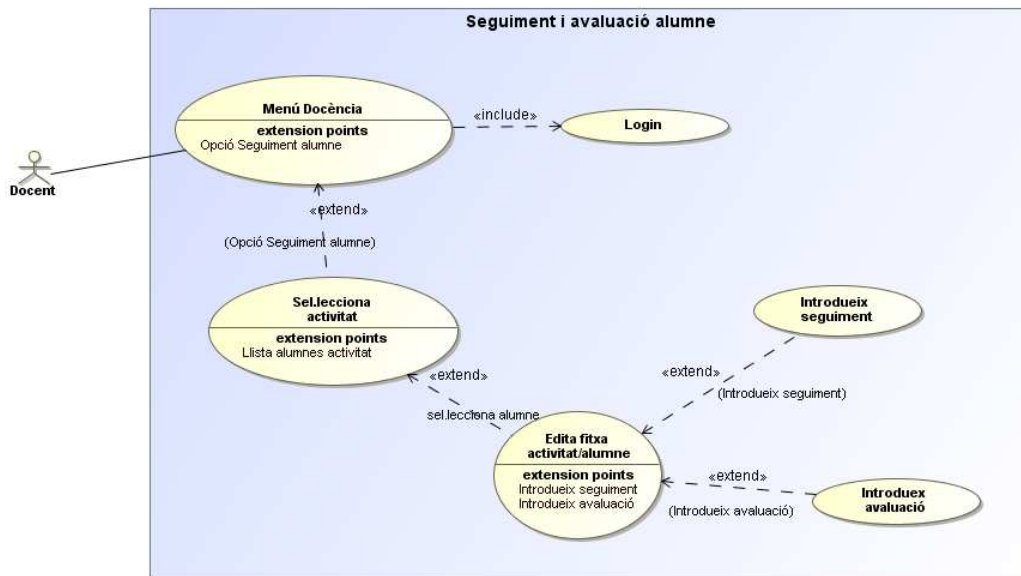 Seguiment i avaluació alumne
Menú Docència
extension points
Opció Seguiment alumne
«include»
Login
Docent
«extend»
(Opció Seguiment alumne)
Sel.lecciona
activitat
extension points
Llista alumnes activitat
Introdueix
seguiment
«extend»
(Introdueix seguiment)
«extend»
sel.lecciona alumne
Edita fitxa
activitat/alumne
extension points
Introdueix seguiment
Introdueix avaluació
«extend»
(Introdueix avaluació)
Introduex
avaluació